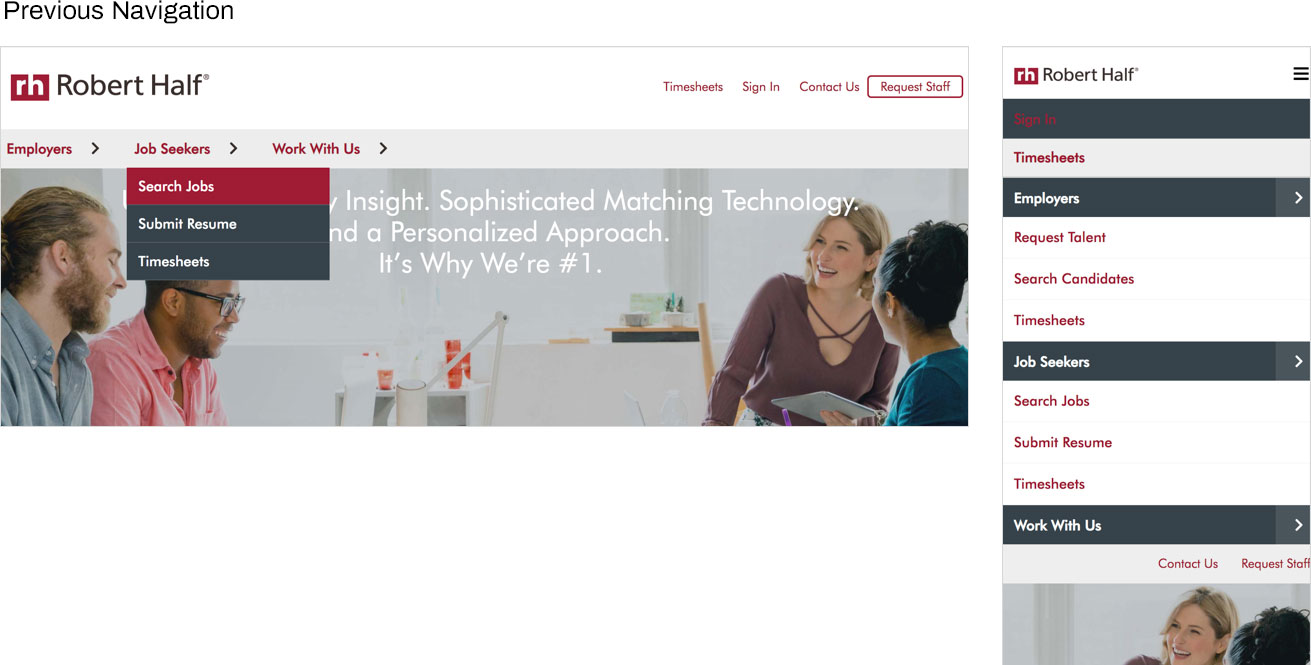 Previous Navigation
rh Robert Half®
Timesheets Sign In Contact Us Request Staff
Employers Job Seekers Work With Us
Search Jobs
Submit Resume
Timesheets
Insight. Sophisticated Matching Technology.
a Personalized Approach.
It's Why We're #1.
rh Robert Half®
Sign In
Timesheets
Employers
Request Talent
Search Candidates
Timesheets
Job Seekers
Search Jobs
Submit Resume
Timesheets
Work With Us
Contact Us Request Staff